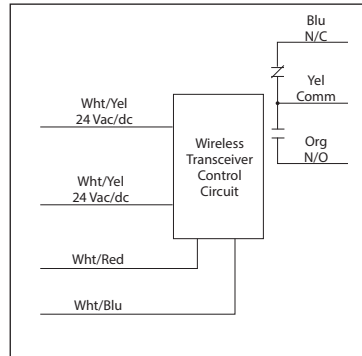 Blu
N/C
Yel
Comm
Org
N/O
Wht/Yel
24 Vac/dc
Wireless
Transceiver
Control
Circuit
Wht/Yel
24 Vac/dc
Wht/Red
Wht/Blu